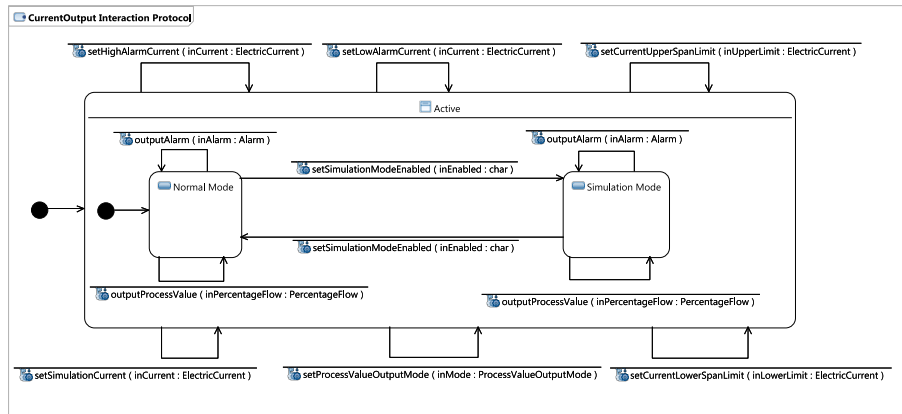 CurrentOutput Interaction Protocol
setHighAlarmCurrent ( inCurrent : ElectricCurrent )
setLowAlarmCurrent ( inCurrent : ElectricCurrent )
setCurrentUpperSpanLimit ( inUpperLimit : ElectricCurrent )
Active
outputAlarm ( inAlarm : Alarm )
outputAlarm ( inAlarm : Alarm )
setSimulationModeEnabled ( inEnabled : char )
Normal Mode
Simulation Mode
setSimulationModeEnabled ( inEnabled : char )
outputProcessValue ( inPercentageFlow : PercentageFlow )
outputProcessValue ( inPercentageFlow : PercentageFlow )
setSimulationCurrent ( inCurrent : ElectricCurrent )
setProcessValueOutputMode ( inMode : ProcessValueOutputMode )
setCurrentLowerSpanLimit ( inLowerLimit : ElectricCurrent )